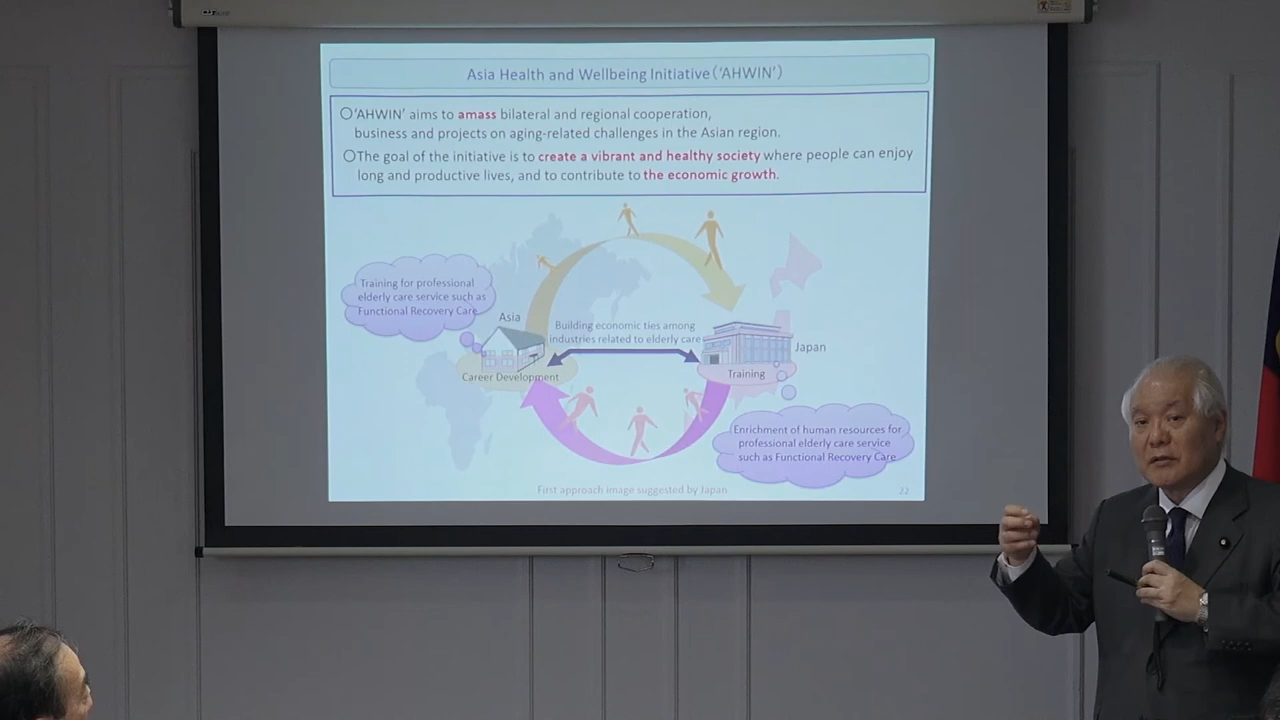 Asia Health and Wellbeing Initiative('AHWIN')
○'AHWIN' aims to amass bilateral and regional cooperation,
business and projects on aging-related challenges in the Asian region.
○The goal of the initiative is to create a vibrant and healthy society where people can enjoy
long and productive lives, and to contribute to the economic growth.
Training for professional
elderly care service such as
Functional Recovery Care
Asia
Building economic ties among
industries related to elderly care
Japan
Career Development
Training
Enrichment of human resources for
professional elderly care service
such as Functional Recovery Care
First approach image suggested by Japan
22